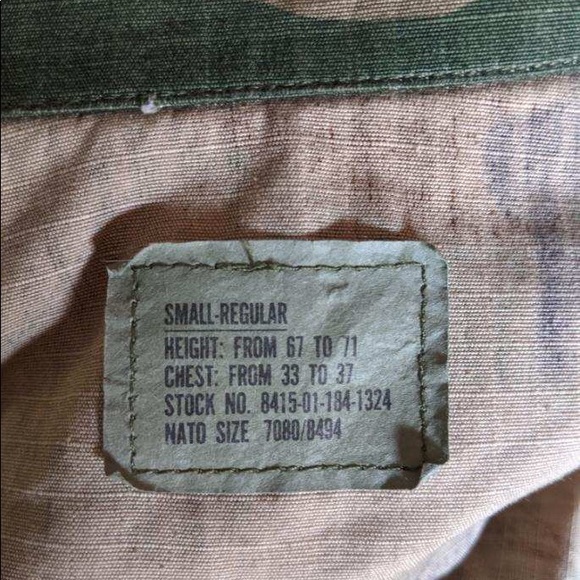 SMALL-REGULAR
HEIGHT: FROM 67 TO 71
CHEST: FROM 33 TO 37
STOCK NO. 8415-01-184-1324
NATO SIZE 7080/8494